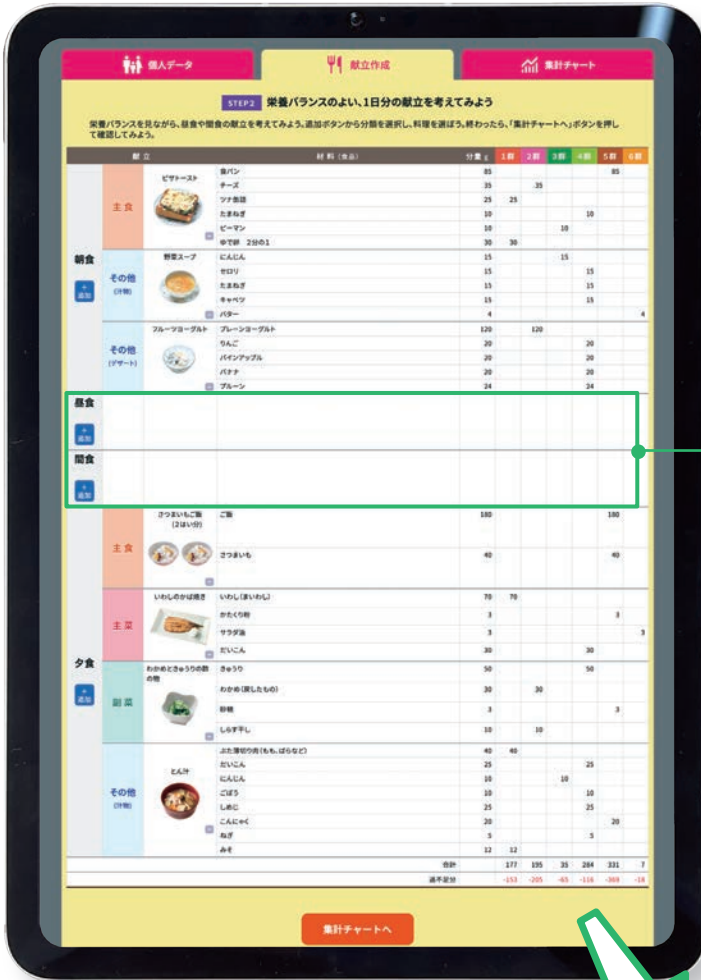 個人データ
献立作成
集計チャート
STEP2 栄養バランスのよい、1日分の献立を考えてみよう
栄養バランスを見ながら、昼食や間食の献立を考えてみよう。追加ボタンから分類を選択し、料理を選ぼう。終わったら、「集計チャートへ」ボタンを押し
て確認してみよう。
献立 材料(食品) 分量g 1群 2群 3群 4群 5群 6群
朝食
+
追加
主食
ピザトースト
食パン 85 85
チーズ 35 35
ツナ缶詰 25 25
たまねぎ 10 10
ピーマン 10 10
ゆで卵 2分の1 30 30
その他
(汁物)
野菜スープ
にんじん 15 15
セロリ 15 15
たまねぎ 15 15
キャベツ 15 15
バター 4 4
その他
(デザート)
フルーツヨーグルト
プレーンヨーグルト 120 120
りんご 20 20
パインアップル 20 20
バナナ 20 20
プルーン 24 24
昼食
+
追加
間食
+
追加
夕食
+
追加
主食
さつまいもご飯
(2はい分)
ご飯 180 180
さつまいも 40 40
主菜
いわしのかば焼き
いわし(まいわし) 70 70
かたくり粉 3 3
サラダ油 3 3
だいこん 30 30
副菜
わかめときゅうりの酢
の物
きゅうり 50 50
わかめ(戻したもの) 30 30
砂糖 3 3
しらす干し 10 10
その他
(汁物)
とん汁
ぶた薄切り肉(もも、ばらなど) 40 40
だいこん 25 25
にんじん 10 10
ごぼう 10 10
しめじ 25 25
こんにゃく 20 20
ねぎ 5 5
みそ 12 12
合計 177 195 35 284 331 7
過不足分 -153 -205 -65 -116 -369 -18
集計チャートへ